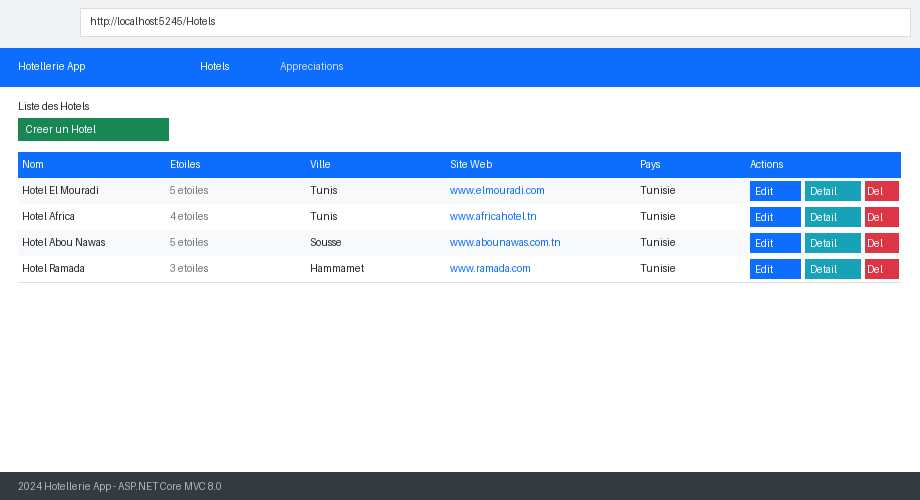 http://localhost:5245/Hotels
Hotellerie App Hotels Appreciations
Liste des Hotels
Creer un Hotel
Nom Etoiles Ville Site Web Pays Actions
Hotel El Mouradi 5 etoiles Tunis www.elmouradi.com Tunisie Edit Detail Del
Hotel Africa 4 etoiles Tunis www.africahotel.tn Tunisie Edit Detail Del
Hotel Abou Nawas 5 etoiles Sousse www.abounawas.com.tn Tunisie Edit Detail Del
Hotel Ramada 3 etoiles Hammamet www.ramada.com Tunisie Edit Detail Del
2024 Hotellerie App - ASP.NET Core MVC 8.0